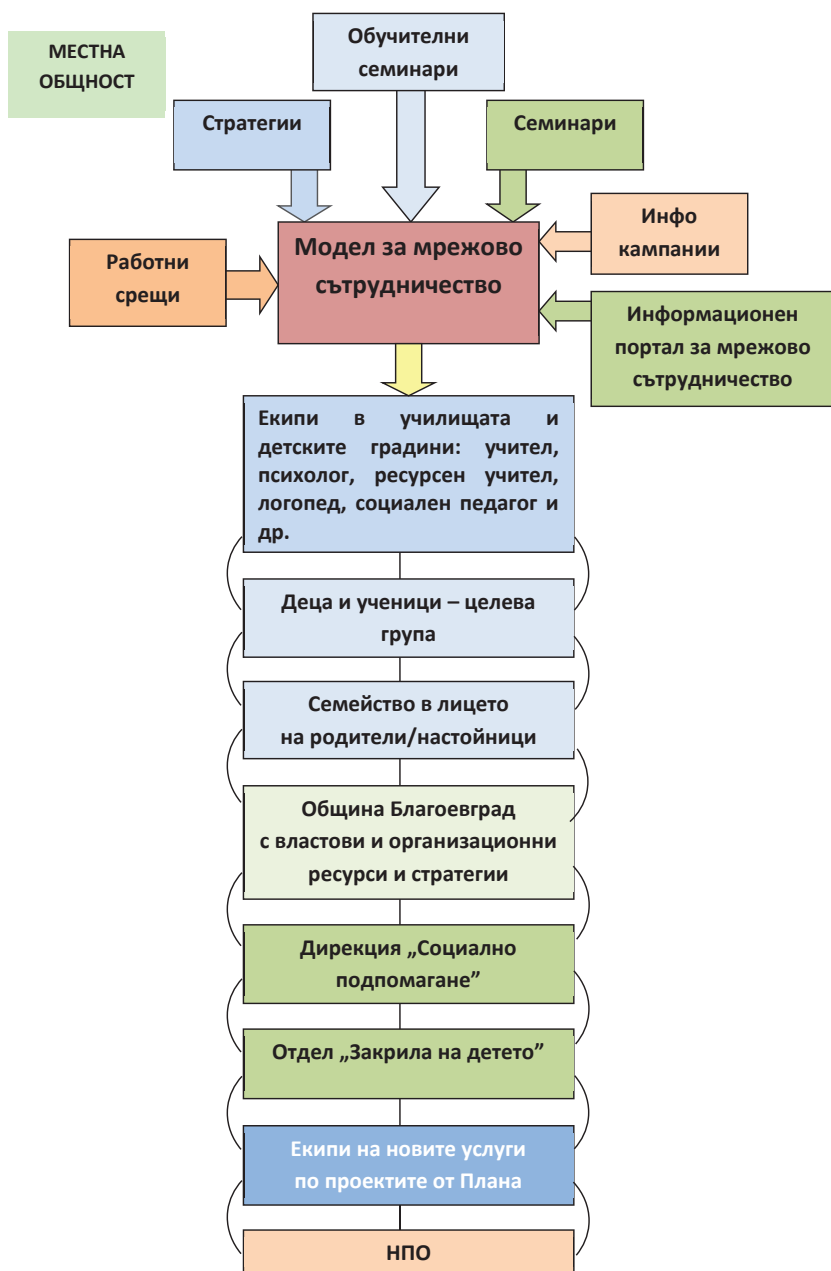 МЕСТНА
ОБЩНОСТ
Обучителни
семинари
Стратегии
Семинари
Инфо
кампании
Работни
срещи
Модел за мрежово
сътрудничество
Информационен
портал за мрежово
сътрудничество
Екипи в училищата и
детските градини: учител,
психолог, ресурсен учител,
логопед, социален педагог и
др.
Деца и ученици – целева
група
Семейство в лицето
на родители/настойници
Община Благоевград
с властови и организационни
ресурси и стратегии
Дирекция „Социално
подпомагане”
Отдел „Закрила на детето”
Екипи на новите услуги
по проектите от Плана
НПО